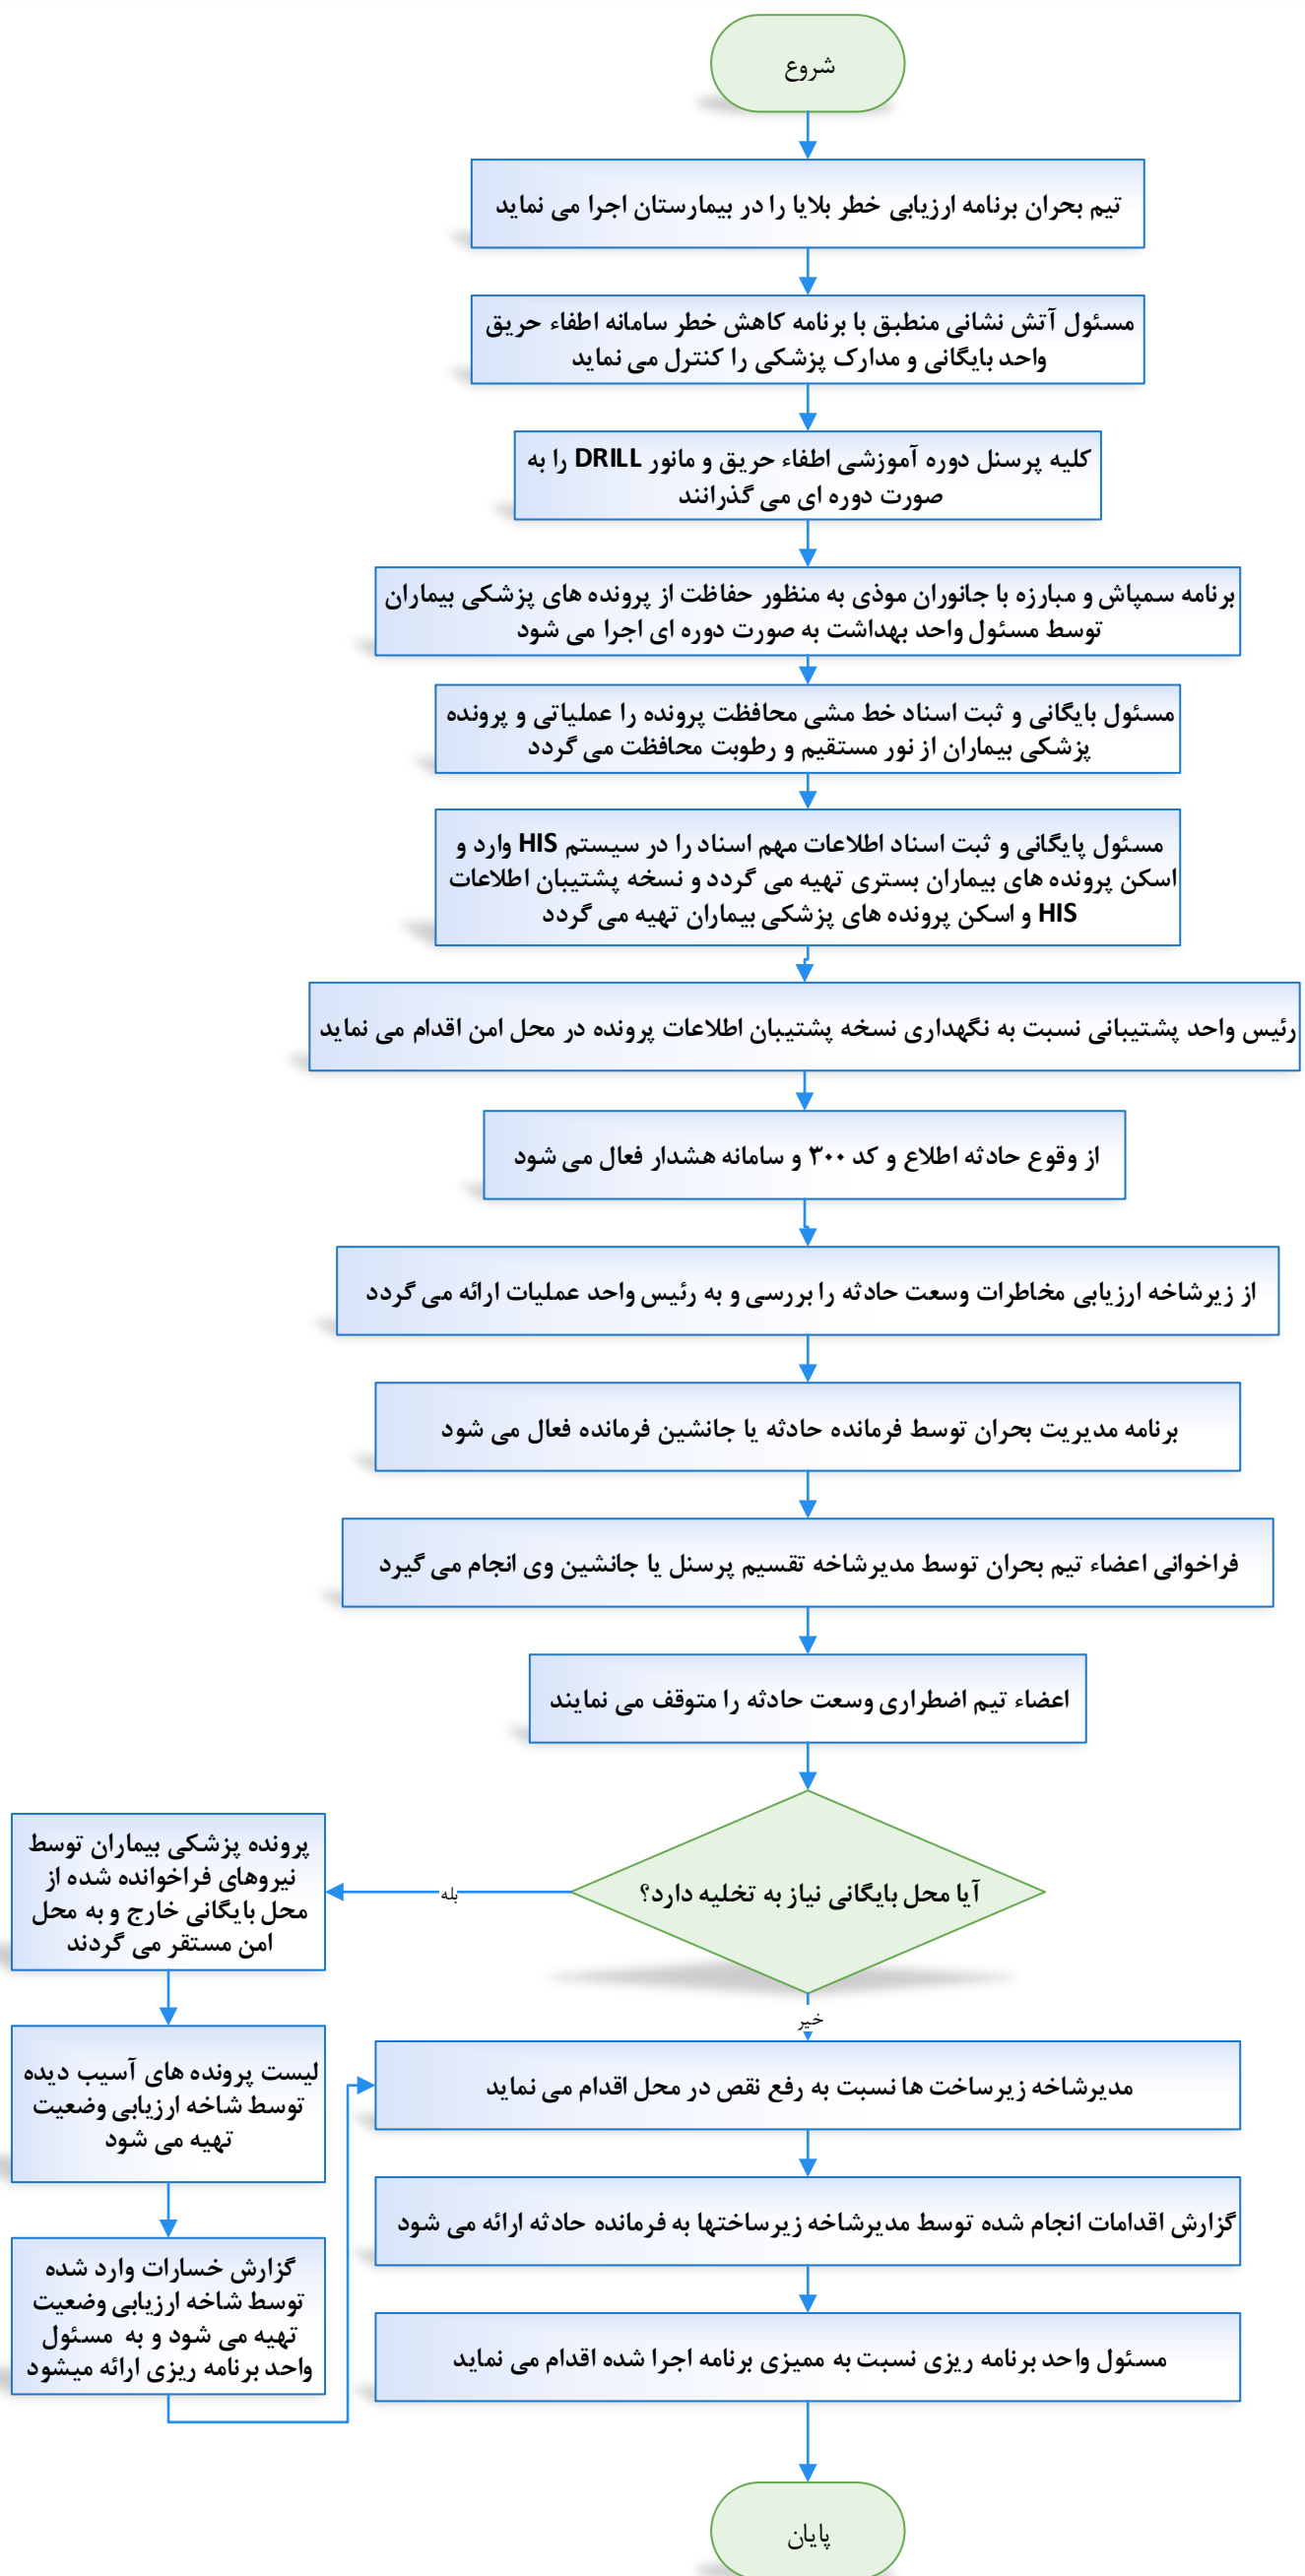 شروع
تیم بحران برنامه ارزیابی خطر بلایا را در بیمارستان اجرا می نماید
مسئول آتش نشانی منطبق با برنامه کاهش خطر سامانه اطفاء حریق
واحد بایگانی و مدارک پزشکی را کنترل می نماید
کلیه پرسنل دوره آموزشی اطفاء حریق و مانور DRILL را به
صورت دوره ای می گذرانند
برنامه سمپاش و مبارزه با جانوران موذی به منظور حفاظت از پرونده های پزشکی بیماران
توسط مسئول واحد بهداشت به صورت دوره ای اجرا می شود
مسئول بایگانی و ثبت اسناد خط مشی محافظت پرونده را عملیاتی و پرونده
پزشکی بیماران از نور مستقیم و رطوبت محافظت می گردد
مسئول پایگانی و ثبت اسناد اطلاعات مهم اسناد را در سیستم HIS وارد و
اسکن پرونده های بیماران بستری تهیه می گردد و نسخه پشتیبان اطلاعات
HIS و اسکن پرونده های پزشکی بیماران تهیه می گردد
رئیس واحد پشتیبانی نسبت به نگهداری نسخه پشتیبان اطلاعات پرونده در محل امن اقدام می نماید
از وقوع حادثه اطلاع و کد ۳۰۰ و سامانه هشدار فعال می شود
از زیرشاخه ارزیابی مخاطرات وسعت حادثه را بررسی و به رئیس واحد عملیات ارائه می گردد
برنامه مدیریت بحران توسط فرمانده حادثه یا جانشین فرمانده فعال می شود
فراخوانی اعضاء تیم بحران توسط مدیرشاخه تقسیم پرسنل یا جانشین وی انجام می گیرد
اعضاء تیم اضطراری وسعت حادثه را متوقف می نمایند
آیا محل بایگانی نیاز به تخلیه دارد؟
بله
پرونده پزشکی بیماران توسط
نیروهای فراخوانده شده از
محل بایگانی خارج و به محل
امن مستقر می گردند
لیست پرونده های آسیب دیده
توسط شاخه ارزیابی وضعیت
تهیه می شود
گزارش خسارات وارد شده
توسط شاخه ارزیابی وضعیت
تهیه می شود و به مسئول
واحد برنامه ریزی ارائه میشود
خیر
مدیرشاخه زیرساخت ها نسبت به رفع نقص در محل اقدام می نماید
گزارش اقدامات انجام شده توسط مدیرشاخه زیرساختها به فرمانده حادثه ارائه می شود
مسئول واحد برنامه ریزی نسبت به ممیزی برنامه اجرا شده اقدام می نماید
پایان